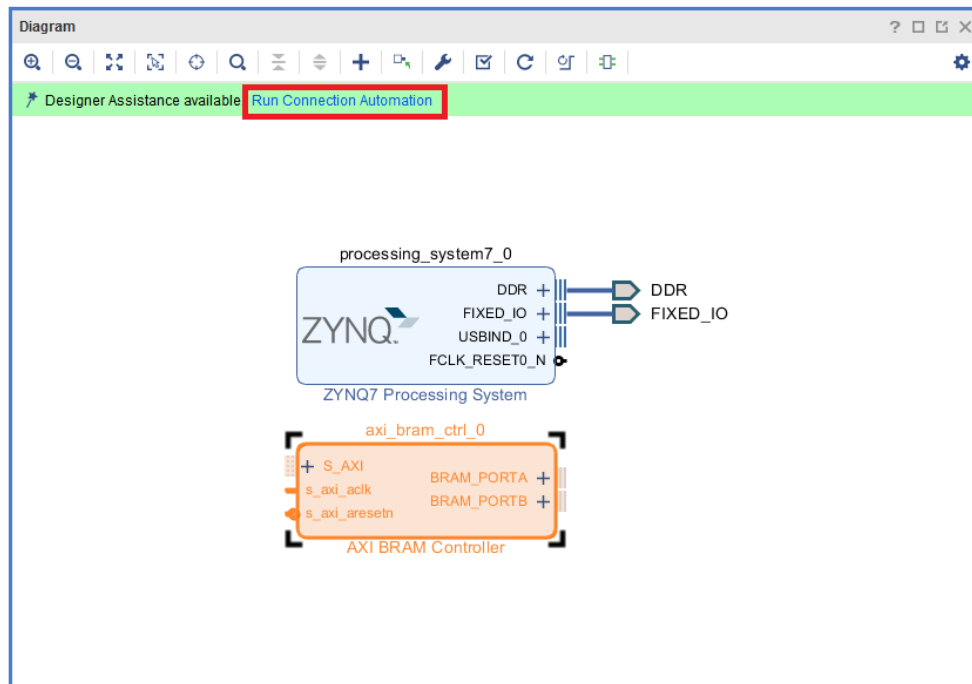 Diagram
Designer Assistance available. Run Connection Automation
processing_system7_0
ZYNQ
DDR
FIXED_IO
USBIND_0
FCLK_RESET0_N
DDR
FIXED_IO
ZYNQ7 Processing System
axi_bram_ctrl_0
S_AXI
s_axi_aclk
s_axi_aresetn
BRAM_PORTA
BRAM_PORTB
AXI BRAM Controller